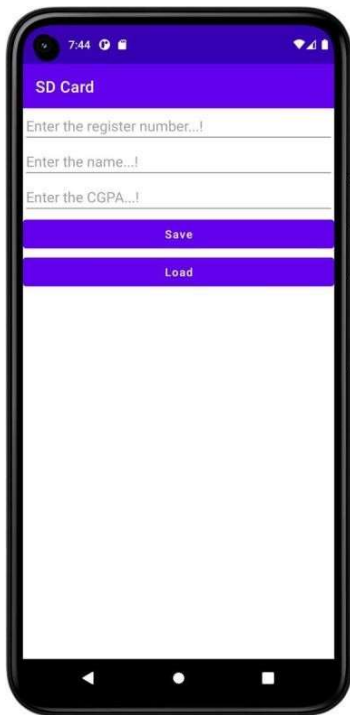 7:44
SD Card
Enter the register number...!
Enter the name...!
Enter the CGPA...!
Save
Load